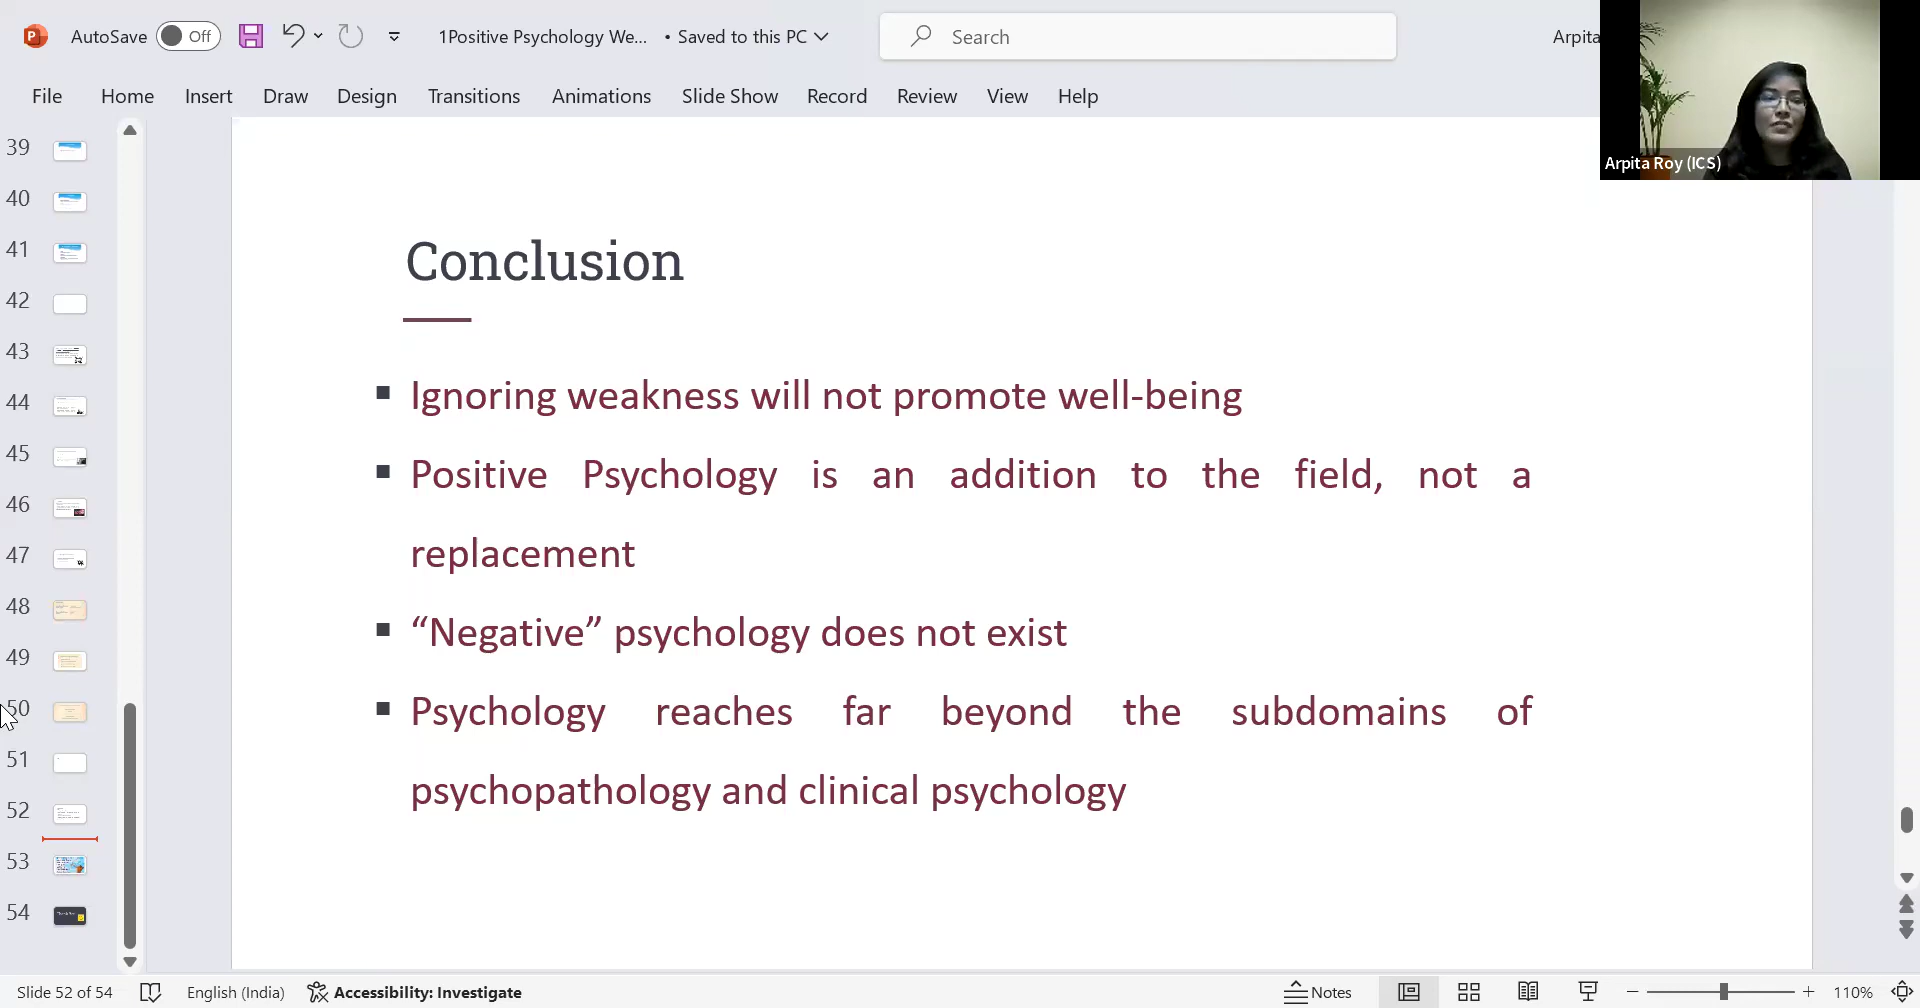 AutoSave Off 1Positive Psychology We... • Saved to this PC Search Arpita
File Home Insert Draw Design Transitions Animations Slide Show Record Review View Help
Arpita Roy (ICS)
39
40
41
42
43
44
45
46
47
48
49
50
51
52
53
54
Conclusion
Ignoring weakness will not promote well-being
Positive Psychology is an addition to the field, not a
replacement
“Negative” psychology does not exist
Psychology reaches far beyond the subdomains of
psychopathology and clinical psychology
Slide 52 of 54 English (India) Accessibility: Investigate Notes 110%